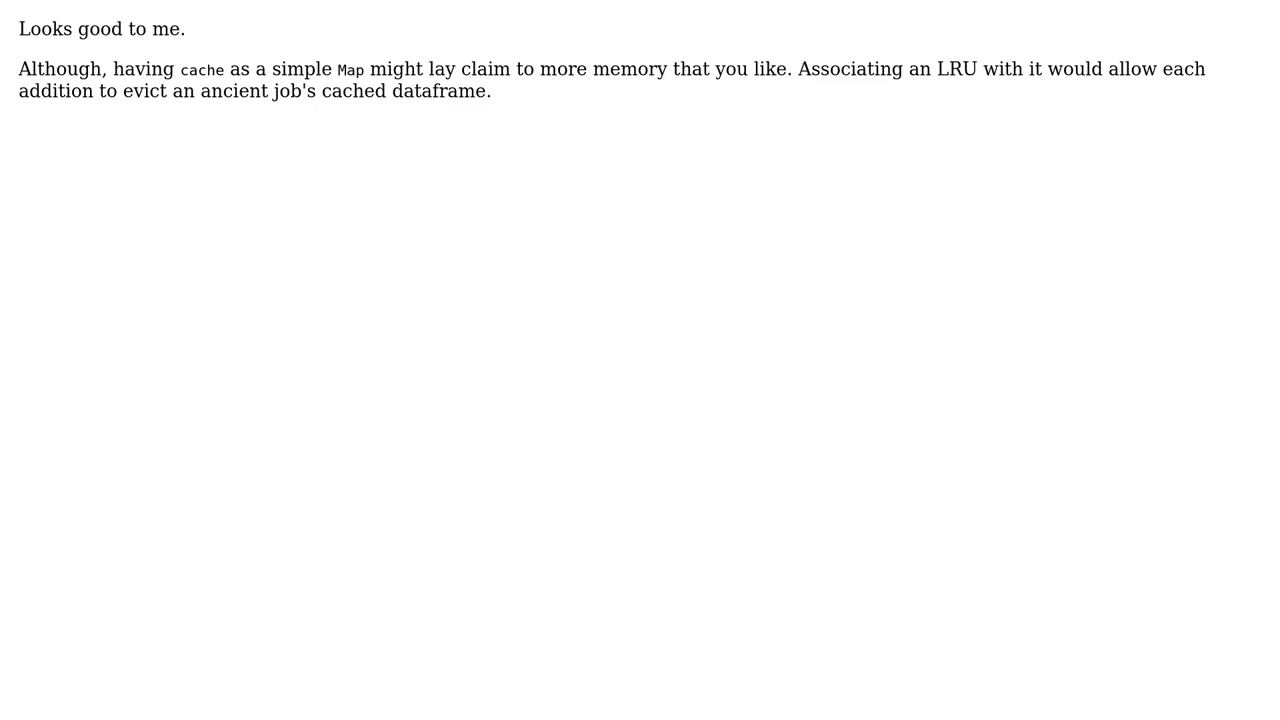 Looks good to me.
Although, having cache as a simple Map might lay claim to more memory that you like. Associating an LRU with it would allow each
addition to evict an ancient job's cached dataframe.